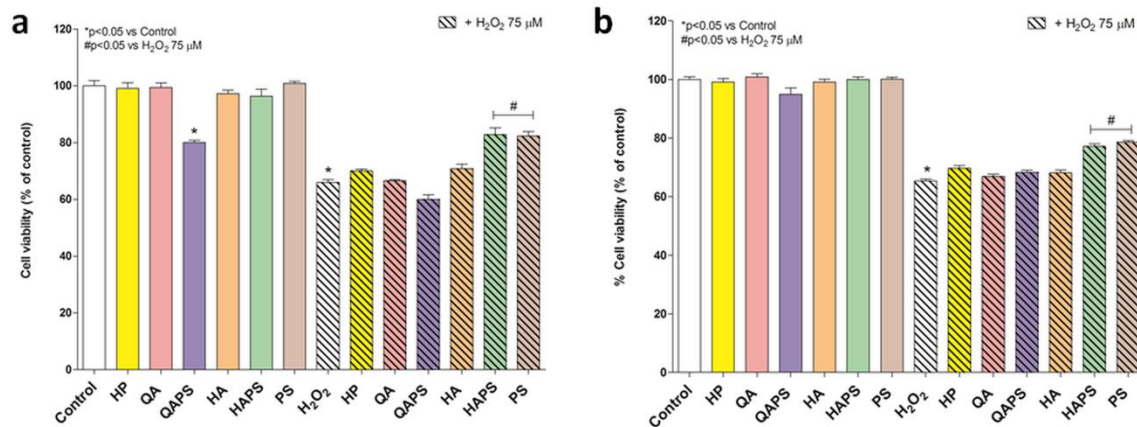 a
*p<0.05 vs Control
#p<0.05 vs H₂O₂ 75 μM
+ H₂O₂ 75 μM
Cell viability (% of control)
120
100
80
60
40
20
0
*
*
#
Control
HP
QA
QAPS
HA
HAPS
PS
H₂O₂
HP
QA
QAPS
HA
HAPS
PS
b
*p<0.05 vs Control
#p<0.05 vs H₂O₂ 75 μM
+ H₂O₂ 75 μM
% Cell viability (% of control)
120
100
80
60
40
20
0
*
#
Control
HP
QA
QAPS
HA
HAPS
PS
H₂O₂
HP
QA
QAPS
HA
HAPS
PS